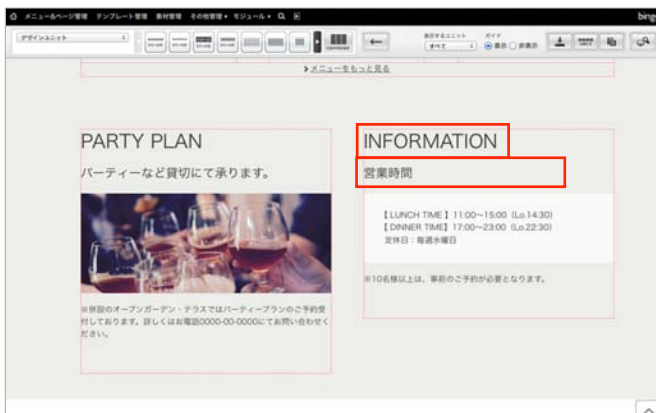 メニュー&ページ管理 テンプレート管理 素材管理 その他管理 モジュール bing
デザインユニット
表示するユニット ガイド
すべて 表示 非表示
メニューをもっと見る
PARTY PLAN
パーティーなど貸切にて承ります。
※併設のオープンガーデン・テラスではパーティープランのご予約受
付しております。詳しくはお電話0000-00-0000にてお問い合わせく
ださい。
INFORMATION
営業時間
【 LUNCH TIME 】11:00〜15:00（Lo.14:30）
【 DINNER TIME】17:00〜23:00（Lo.22:30）
定休日：毎週水曜日
※10名様以上は、事前のご予約が必要となります。